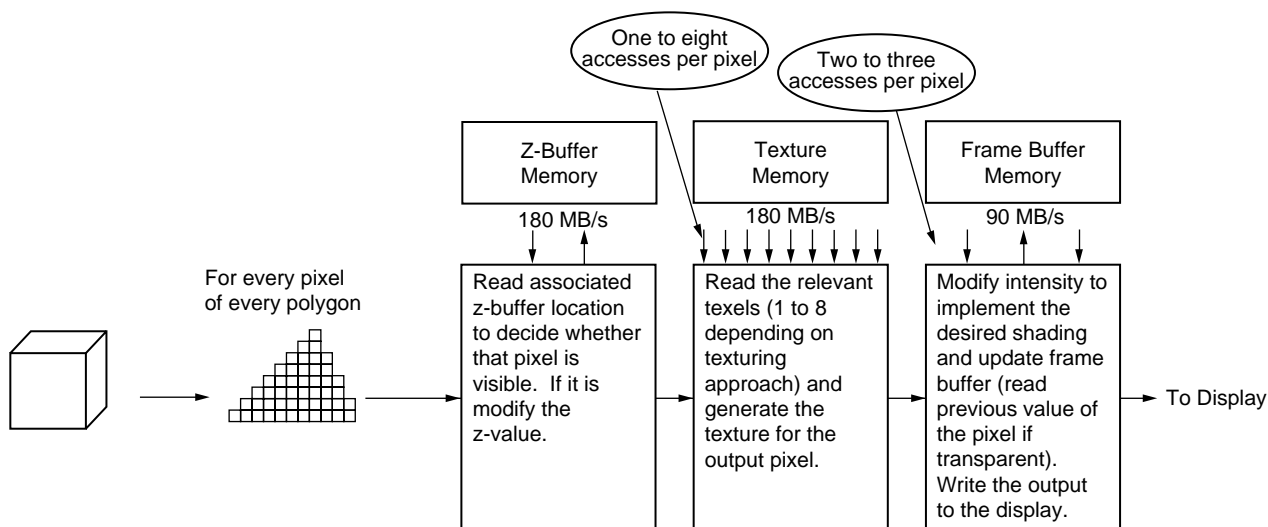 One to eight
accesses per pixel
Two to three
accesses per pixel
Z-Buffer
Memory
Texture
Memory
Frame Buffer
Memory
180 MB/s
180 MB/s
90 MB/s
For every pixel
of every polygon
Read associated
z-buffer location
to decide whether
that pixel is
visible.  If it is
modify the
z-value.
Read the relevant
texels (1 to 8
depending on
texturing
approach) and
generate the
texture for the
output pixel.
Modify intensity to
implement the
desired shading
and update frame
buffer (read
previous value of
the pixel if
transparent).
Write the output
to the display.
To Display